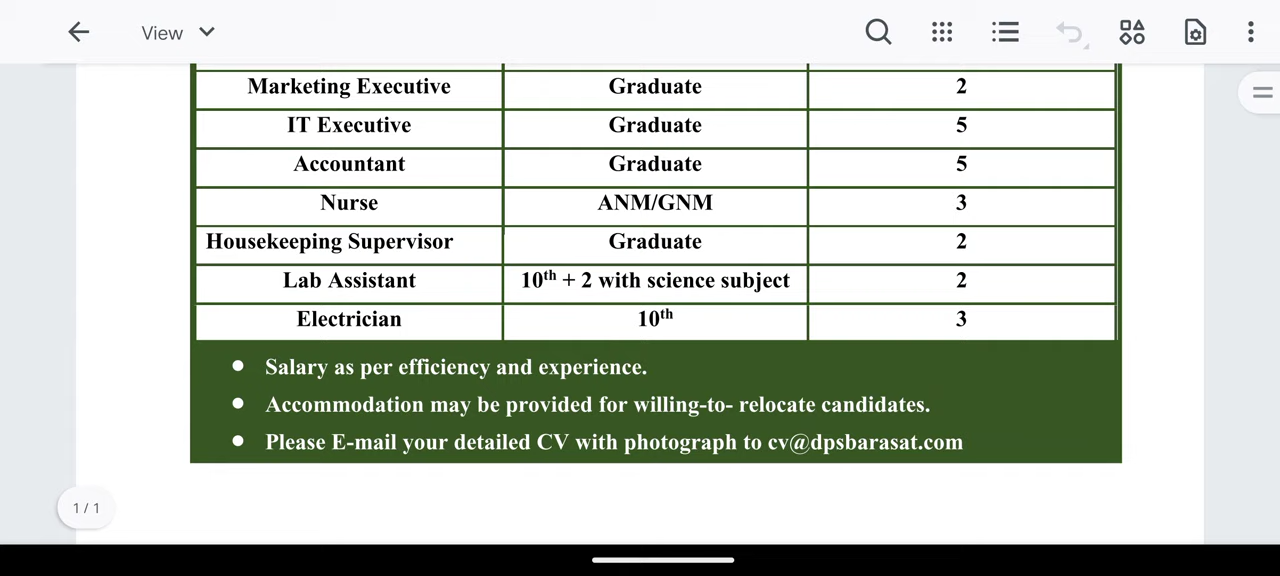 View
Marketing Executive Graduate 2
IT Executive Graduate 5
Accountant Graduate 5
Nurse ANM/GNM 3
Housekeeping Supervisor Graduate 2
Lab Assistant 10th + 2 with science subject 2
Electrician 10th 3
• Salary as per efficiency and experience.
• Accommodation may be provided for willing-to- relocate candidates.
• Please E-mail your detailed CV with photograph to cv@dpsbarasat.com
1 / 1